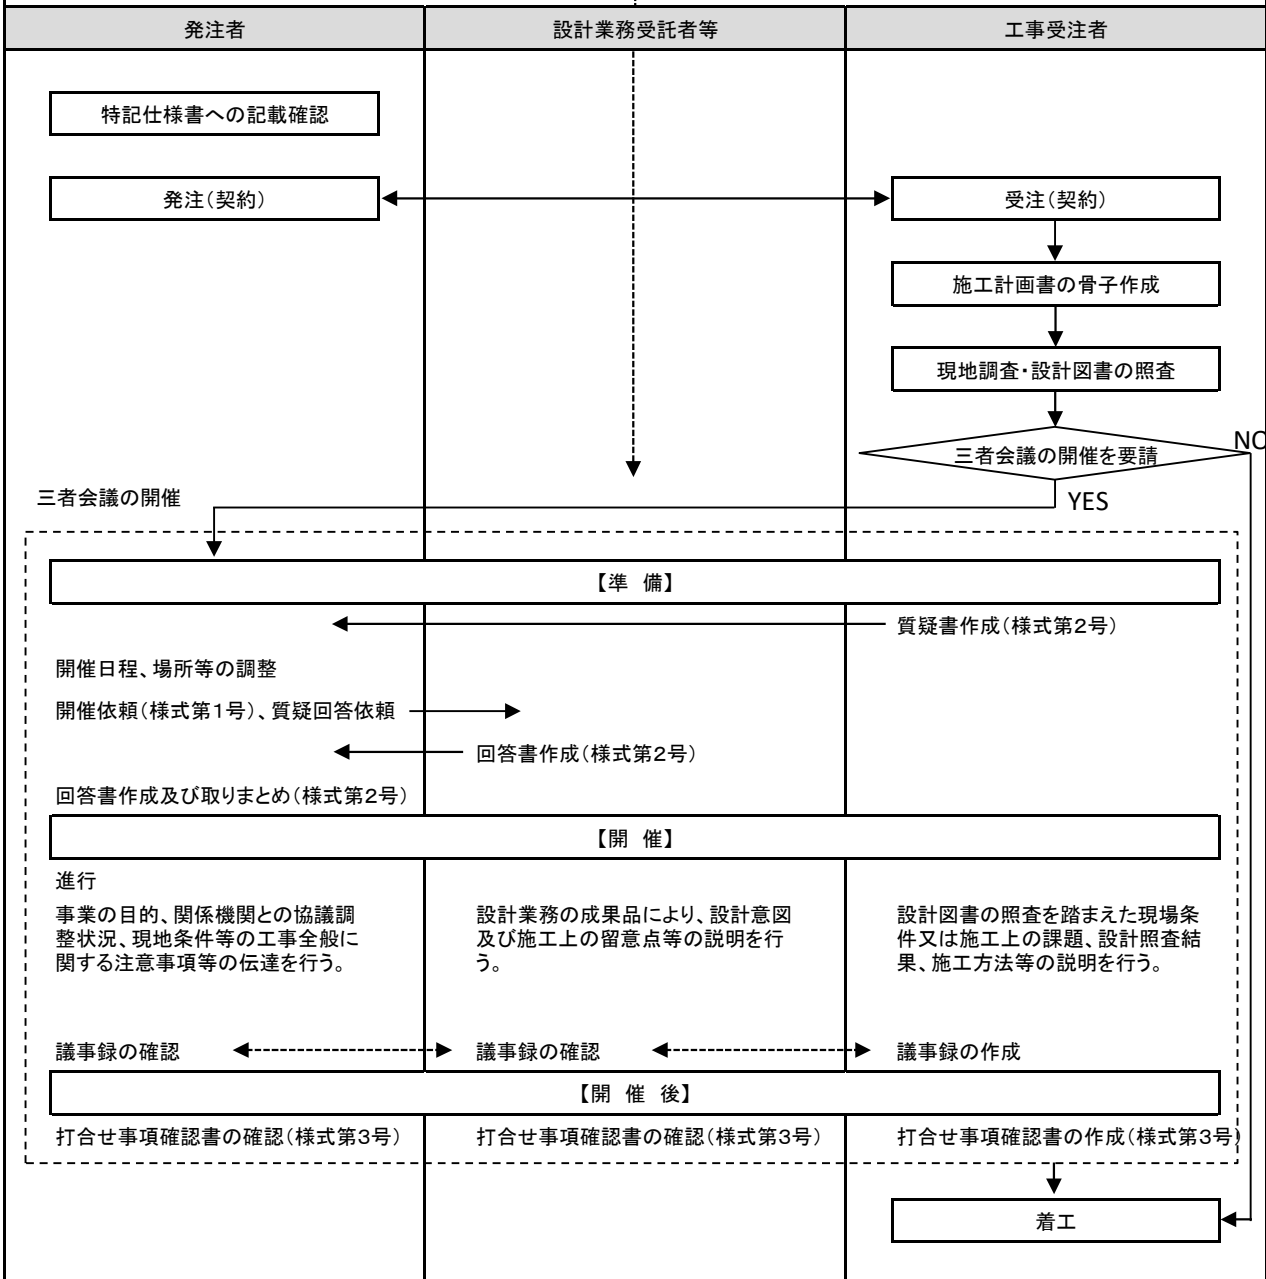 発注者
設計業務受託者等
工事受注者
特記仕様書への記載確認
発注(契約)
受注(契約)
施工計画書の骨子作成
現地調査・設計図書の照査
三者会議の開催を要請
NO
YES
三者会議の開催
【準 備】
質疑書作成(様式第2号)
開催日程、場所等の調整
開催依頼(様式第1号)、質疑回答依頼
回答書作成(様式第2号)
回答書作成及び取りまとめ(様式第2号)
【開 催】
進行
事業の目的、関係機関との協議調
整状況、現地条件等の工事全般に
関する注意事項等の伝達を行う。
設計業務の成果品により、設計意図
及び施工上の留意点等の説明を行
う。
設計図書の照査を踏まえた現場条
件又は施工上の課題、設計照査結
果、施工方法等の説明を行う。
議事録の確認
議事録の確認
議事録の作成
【開 催 後】
打合せ事項確認書の確認(様式第3号)
打合せ事項確認書の確認(様式第3号)
打合せ事項確認書の作成(様式第3号)
着工